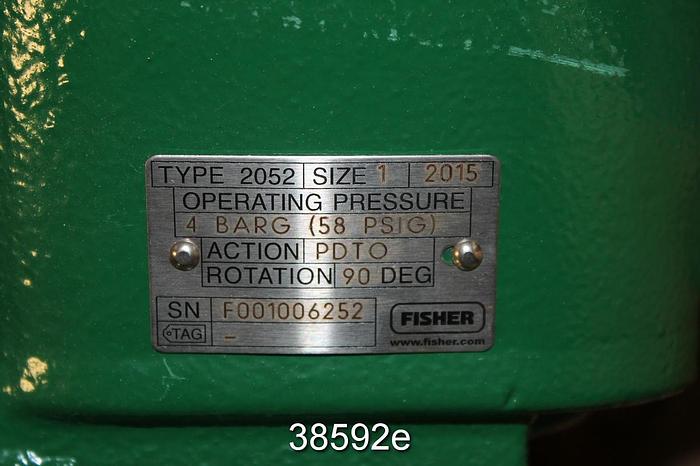 TYPE 2052 SIZE 1 2015
OPERATING PRESSURE
4 BARG (58 PSIG)
ACTION PDTO
ROTATION 90 DEG
SN F001006252
TAG –
FISHER
www.fisher.com
38592e